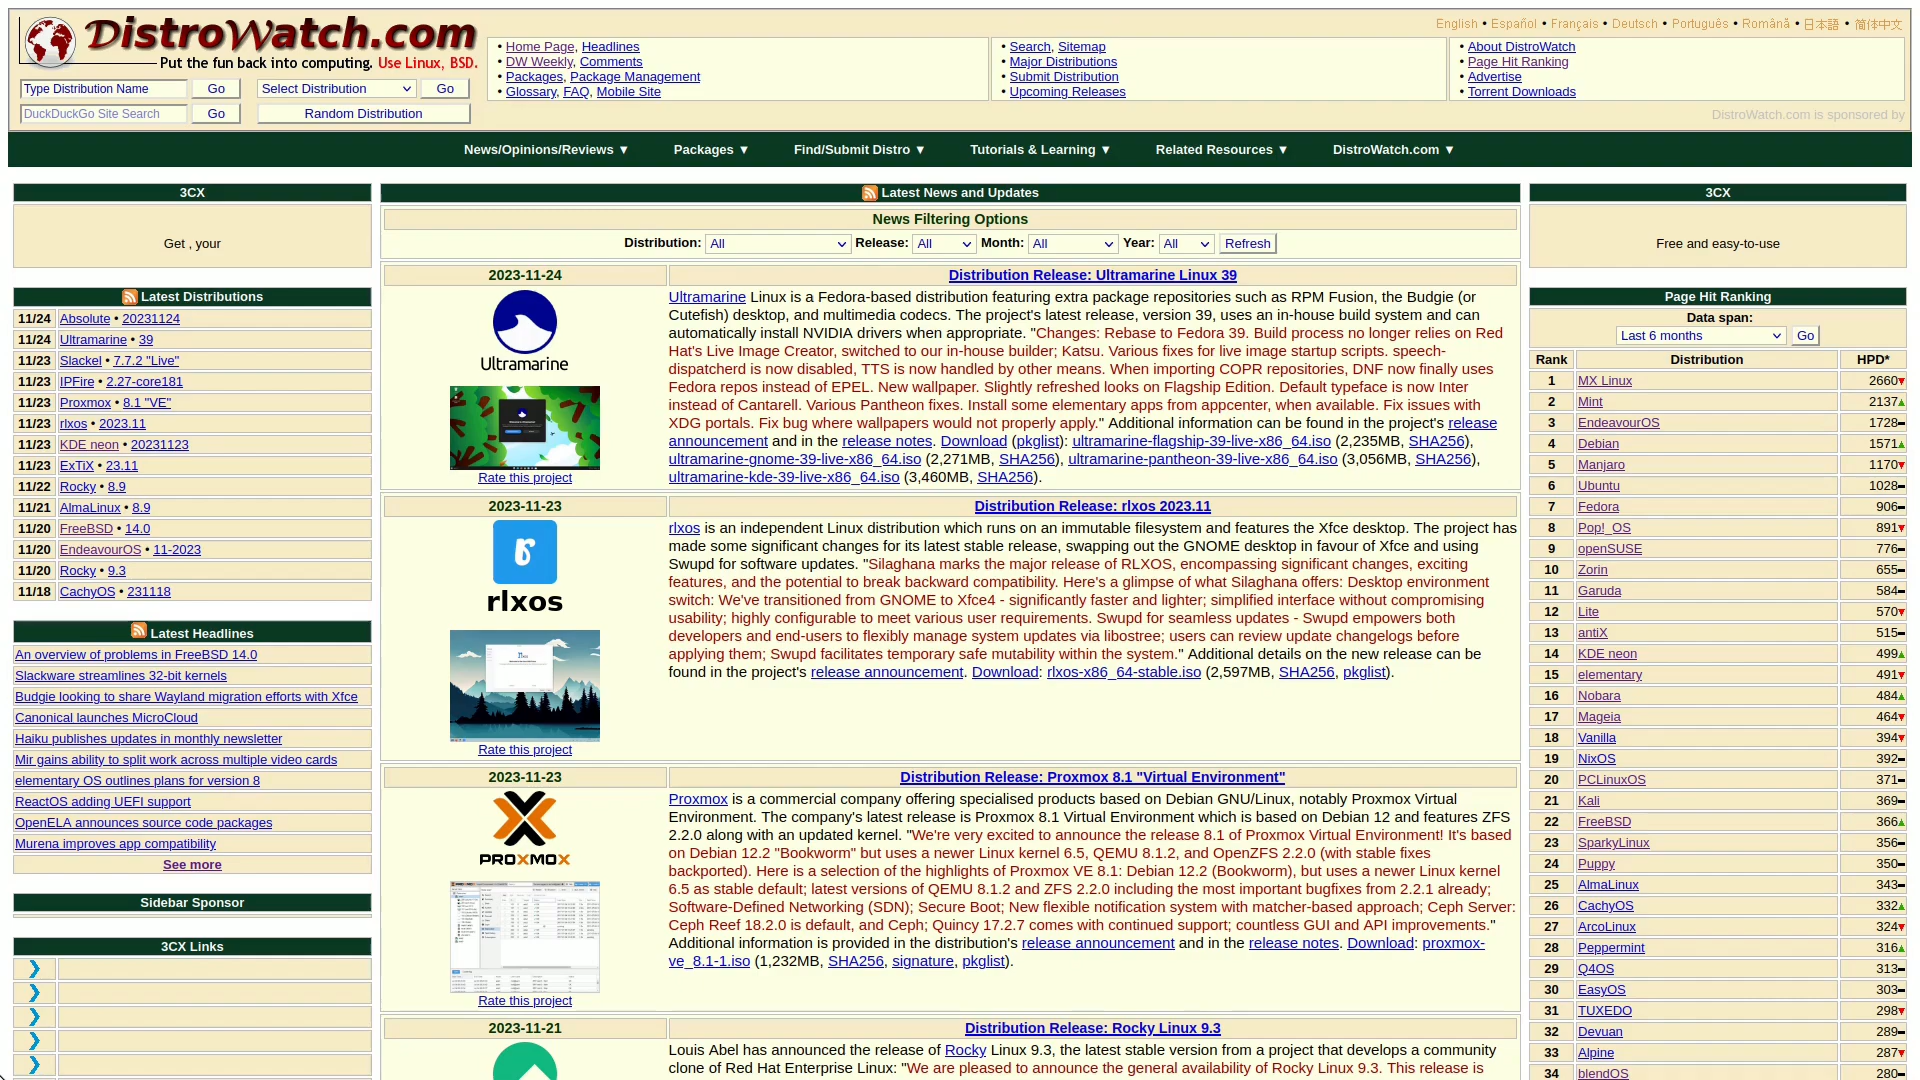 DistroWatch.com
Put the fun back into computing. Use Linux, BSD.
English • Español • Français • Deutsch • Português • Română • 日本語 • 简体中文
Type Distribution Name Go Select Distribution Go
DuckDuckGo Site Search Go Random Distribution
• Home Page, Headlines
• DW Weekly, Comments
• Packages, Package Management
• Glossary, FAQ, Mobile Site
• Search, Sitemap
• Major Distributions
• Submit Distribution
• Upcoming Releases
• About DistroWatch
• Page Hit Ranking
• Advertise
• Torrent Downloads
DistroWatch.com is sponsored by
News/Opinions/Reviews ▼ Packages ▼ Find/Submit Distro ▼ Tutorials & Learning ▼ Related Resources ▼ DistroWatch.com ▼
3CX
Get , your
Latest Distributions
11/24 Absolute • 20231124
11/24 Ultramarine • 39
11/23 Slackel • 7.7.2 "Live"
11/23 IPFire • 2.27-core181
11/23 Proxmox • 8.1 "VE"
11/23 rlxos • 2023.11
11/23 KDE neon • 20231123
11/23 ExTiX • 23.11
11/22 Rocky • 8.9
11/21 AlmaLinux • 8.9
11/20 FreeBSD • 14.0
11/20 EndeavourOS • 11-2023
11/20 Rocky • 9.3
11/18 CachyOS • 231118
Latest Headlines
An overview of problems in FreeBSD 14.0
Slackware streamlines 32-bit kernels
Budgie looking to share Wayland migration efforts with Xfce
Canonical launches MicroCloud
Haiku publishes updates in monthly newsletter
Mir gains ability to split work across multiple video cards
elementary OS outlines plans for version 8
ReactOS adding UEFI support
OpenELA announces source code packages
Murena improves app compatibility
See more
Sidebar Sponsor
3CX Links
Latest News and Updates
News Filtering Options
Distribution: All Release: All Month: All Year: All Refresh
2023-11-24 Distribution Release: Ultramarine Linux 39
Ultramarine
Rate this project
Ultramarine Linux is a Fedora-based distribution featuring extra package repositories such as RPM Fusion, the Budgie (or
Cutefish) desktop, and multimedia codecs. The project's latest release, version 39, uses an in-house build system and can
automatically install NVIDIA drivers when appropriate. "Changes: Rebase to Fedora 39. Build process no longer relies on Red
Hat's Live Image Creator, switched to our in-house builder; Katsu. Various fixes for live image startup scripts. speech-
dispatcherd is now disabled, TTS is now handled by other means. When importing COPR repositories, DNF now finally uses
Fedora repos instead of EPEL. New wallpaper. Slightly refreshed looks on Flagship Edition. Default typeface is now Inter
instead of Cantarell. Various Pantheon fixes. Install some elementary apps from appcenter, when available. Fix issues with
XDG portals. Fix bug where wallpapers would not properly apply." Additional information can be found in the project's release
announcement and in the release notes. Download (pkglist): ultramarine-flagship-39-live-x86_64.iso (2,235MB, SHA256),
ultramarine-gnome-39-live-x86_64.iso (2,271MB, SHA256), ultramarine-pantheon-39-live-x86_64.iso (3,056MB, SHA256),
ultramarine-kde-39-live-x86_64.iso (3,460MB, SHA256).
2023-11-23 Distribution Release: rlxos 2023.11
rlxos
Rate this project
rlxos is an independent Linux distribution which runs on an immutable filesystem and features the Xfce desktop. The project has
made some significant changes for its latest stable release, swapping out the GNOME desktop in favour of Xfce and using
Swupd for software updates. "Silaghana marks the major release of RLXOS, encompassing significant changes, exciting
features, and the potential to break backward compatibility. Here's a glimpse of what Silaghana offers: Desktop environment
switch: We've transitioned from GNOME to Xfce4 - significantly faster and lighter; simplified interface without compromising
usability; highly configurable to meet various user requirements. Swupd for seamless updates - Swupd empowers both
developers and end-users to flexibly manage system updates via libostree; users can review update changelogs before
applying them; Swupd facilitates temporary safe mutability within the system." Additional details on the new release can be
found in the project's release announcement. Download: rlxos-x86_64-stable.iso (2,597MB, SHA256, pkglist).
2023-11-23 Distribution Release: Proxmox 8.1 "Virtual Environment"
PROXMOX
Rate this project
Proxmox is a commercial company offering specialised products based on Debian GNU/Linux, notably Proxmox Virtual
Environment. The company's latest release is Proxmox 8.1 Virtual Environment which is based on Debian 12 and features ZFS
2.2.0 along with an updated kernel. "We're very excited to announce the release 8.1 of Proxmox Virtual Environment! It's based
on Debian 12.2 "Bookworm" but uses a newer Linux kernel 6.5, QEMU 8.1.2, and OpenZFS 2.2.0 (with stable fixes
backported). Here is a selection of the highlights of Proxmox VE 8.1: Debian 12.2 (Bookworm), but uses a newer Linux kernel
6.5 as stable default; latest versions of QEMU 8.1.2 and ZFS 2.2.0 including the most important bugfixes from 2.2.1 already;
Software-Defined Networking (SDN); Secure Boot; New flexible notification system with matcher-based approach; Ceph Server:
Ceph Reef 18.2.0 is default, and Ceph; Quincy 17.2.7 comes with continued support; countless GUI and API improvements."
Additional information is provided in the distribution's release announcement and in the release notes. Download: proxmox-
ve_8.1-1.iso (1,232MB, SHA256, signature, pkglist).
2023-11-21 Distribution Release: Rocky Linux 9.3
Louis Abel has announced the release of Rocky Linux 9.3, the latest stable version from a project that develops a community
clone of Red Hat Enterprise Linux: "We are pleased to announce the general availability of Rocky Linux 9.3. This release is
3CX
Free and easy-to-use
Page Hit Ranking
Data span:
Last 6 months Go
Rank Distribution HPD*
1 MX Linux 2660
2 Mint 2137
3 EndeavourOS 1728
4 Debian 1571
5 Manjaro 1170
6 Ubuntu 1028
7 Fedora 906
8 Pop!_OS 891
9 openSUSE 776
10 Zorin 655
11 Garuda 584
12 Lite 570
13 antiX 515
14 KDE neon 499
15 elementary 491
16 Nobara 484
17 Mageia 464
18 Vanilla 394
19 NixOS 392
20 PCLinuxOS 371
21 Kali 369
22 FreeBSD 366
23 SparkyLinux 356
24 Puppy 350
25 AlmaLinux 343
26 CachyOS 332
27 ArcoLinux 324
28 Peppermint 316
29 Q4OS 313
30 EasyOS 303
31 TUXEDO 298
32 Devuan 289
33 Alpine 287
34 blendOS 280